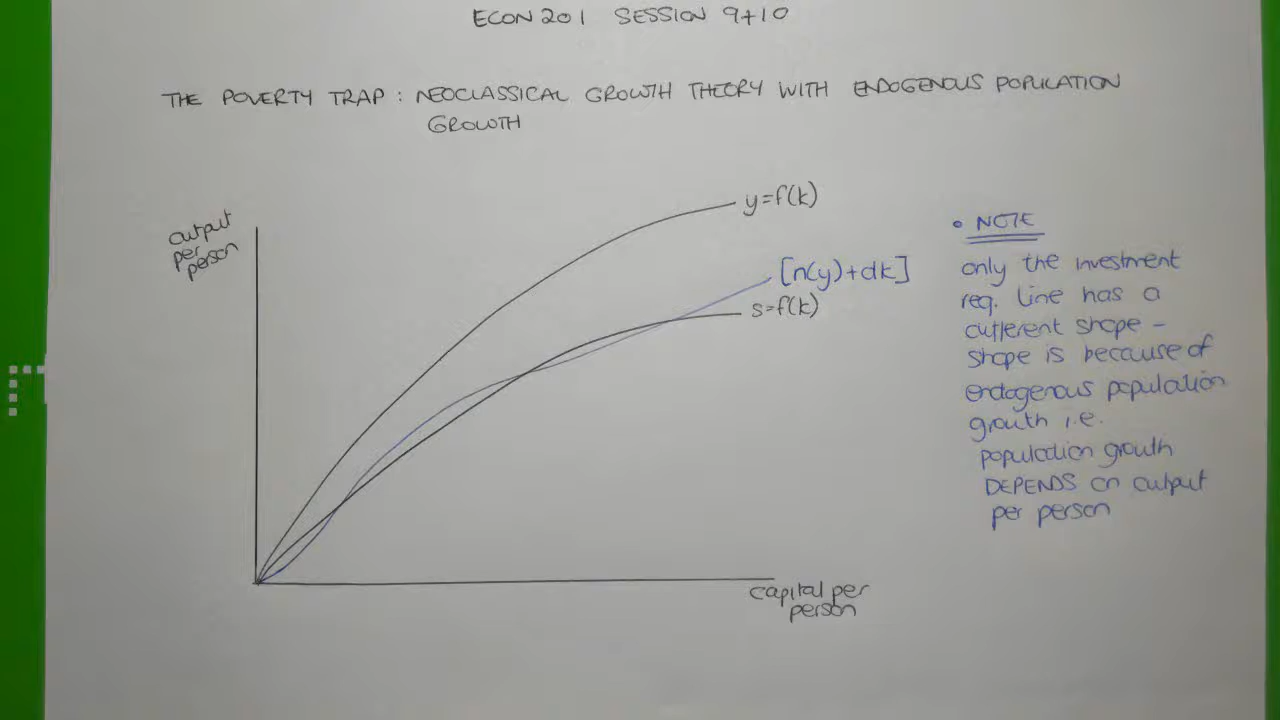 ECON 201 SESSION 9+10
THE POVERTY TRAP : NEOCLASSICAL GROWTH THEORY WITH ENDOGENOUS POPULATION
GROWTH
output
per
person
y=f(k)
[n(y)+dk]
s=f(k)
capital per
person
• NOTE
only the investment
req. line has a
different shape -
shape is because of
endogenous population
growth i.e.
population growth
DEPENDS on output
per person